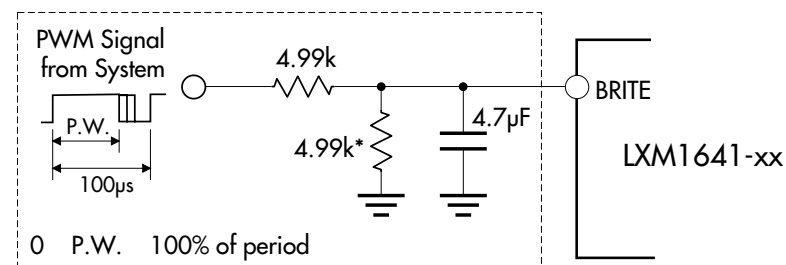 PWM Signal
from System
4.99k
BRITE
P.W.
4.99k*
4.7µF
LXM1641-xx
100µs
0 P.W. 100% of period